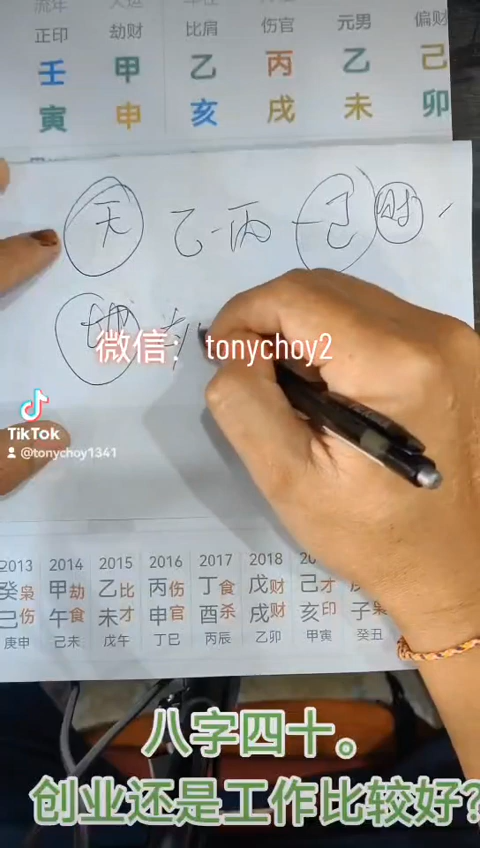 流年 大运
正印 劫财 比肩 伤官 元男 偏财
壬 甲 乙 丙 乙 己
寅 申 亥 戌 未 卯
天 乙 丙 己 时
地
微信： tonychoy2
TikTok
@tonychoy1341
2013 2014 2015 2016 2017 2018
癸枭 甲劫 乙比 丙伤 丁食 戊财 己才
巳伤 午食 未才 申官 酉杀 戌财 亥印 子枭
庚申 己未 戊午 丁巳 丙辰 乙卯 甲寅 癸丑
八字四十。
创业还是工作比较好?